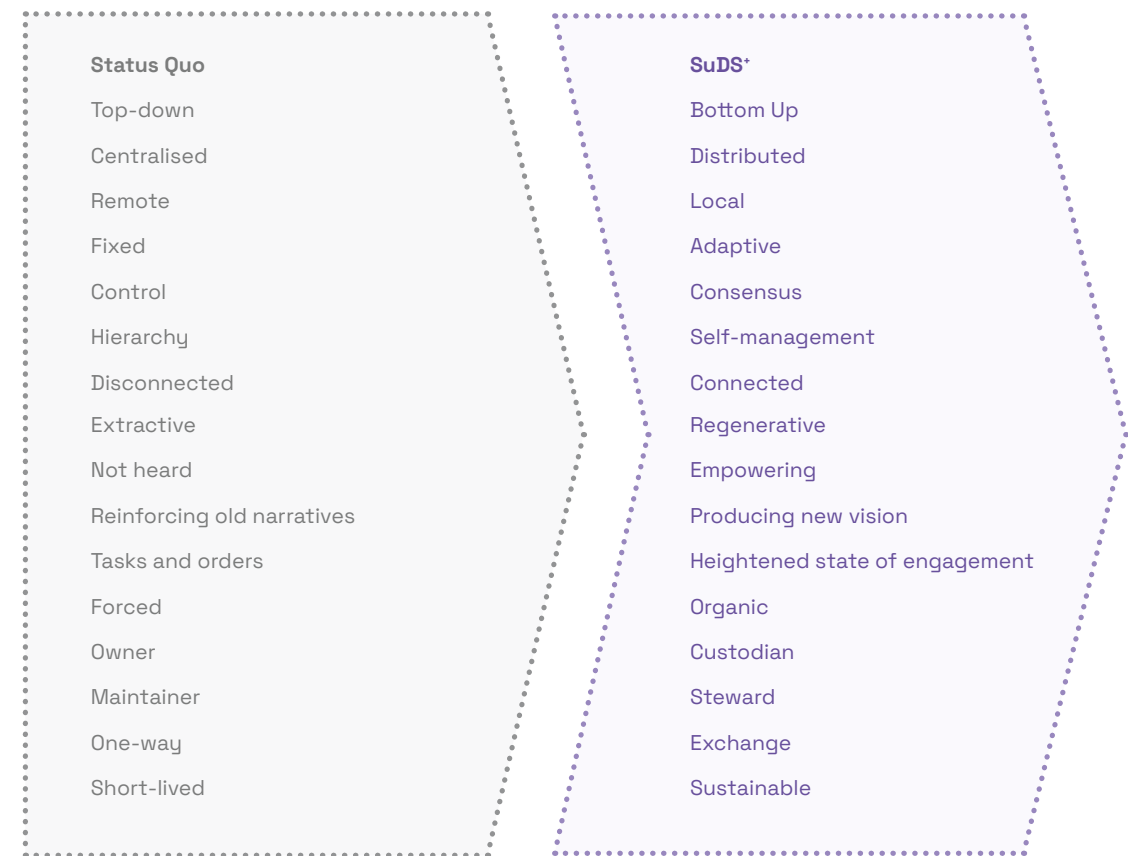 Status Quo
Top-down
Centralised
Remote
Fixed
Control
Hierarchy
Disconnected
Extractive
Not heard
Reinforcing old narratives
Tasks and orders
Forced
Owner
Maintainer
One-way
Short-lived
SuDS⁺
Bottom Up
Distributed
Local
Adaptive
Consensus
Self-management
Connected
Regenerative
Empowering
Producing new vision
Heightened state of engagement
Organic
Custodian
Steward
Exchange
Sustainable